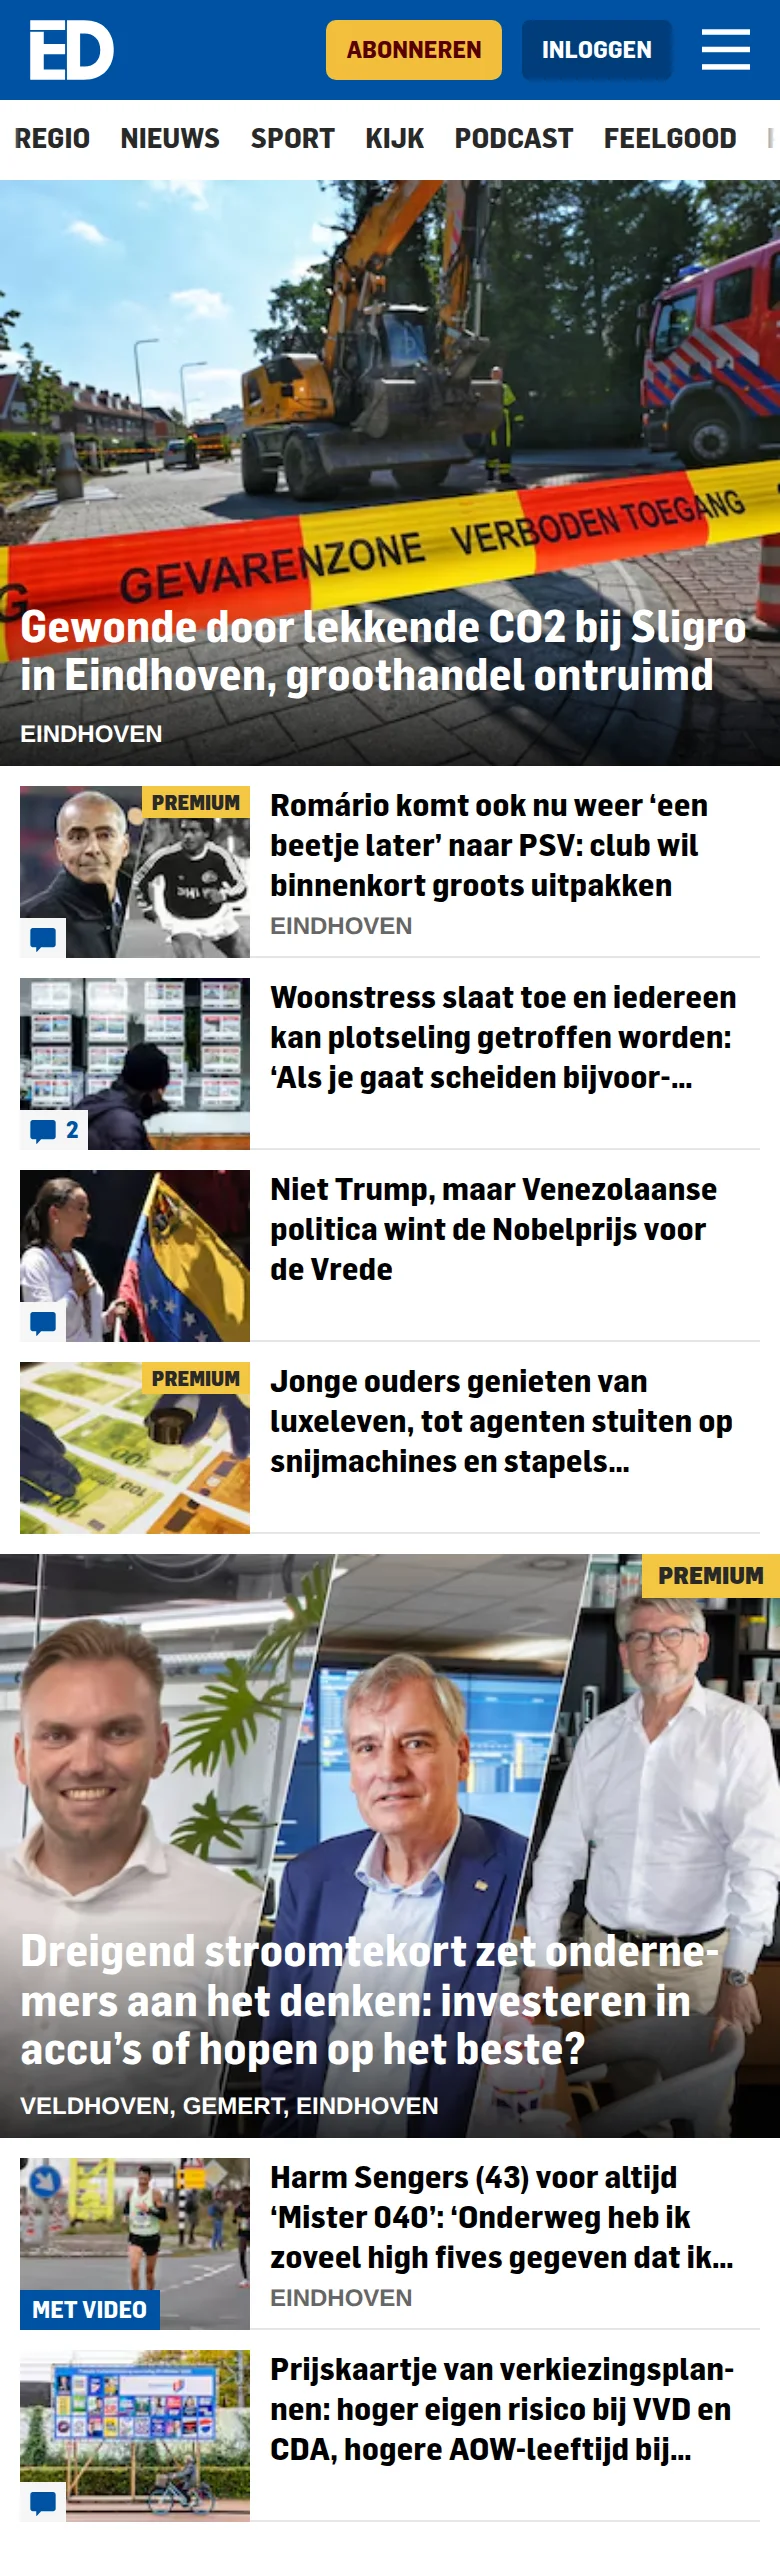 ED
ABONNEREN
INLOGGEN
REGIO NIEUWS SPORT KIJK PODCAST FEELGOOD
GEVARENZONE VERBODEN TOEGANG
Gewonde door lekkende CO2 bij Sligro
in Eindhoven, groothandel ontruimd
EINDHOVEN
PREMIUM
Romário komt ook nu weer ‘een
beetje later’ naar PSV: club wil
binnenkort groots uitpakken
EINDHOVEN
Woonstress slaat toe en iedereen
kan plotseling getroffen worden:
‘Als je gaat scheiden bijvoor-...
2
Niet Trump, maar Venezolaanse
politica wint de Nobelprijs voor
de Vrede
PREMIUM
Jonge ouders genieten van
luxeleven, tot agenten stuiten op
snijmachines en stapels...
PREMIUM
Dreigend stroomtekort zet onderne-
mers aan het denken: investeren in
accu’s of hopen op het beste?
VELDHOVEN, GEMERT, EINDHOVEN
Harm Sengers (43) voor altijd
‘Mister 040’: ‘Onderweg heb ik
zoveel high fives gegeven dat ik...
EINDHOVEN
MET VIDEO
Prijskaartje van verkiezingsplan-
nen: hoger eigen risico bij VVD en
CDA, hogere AOW-leeftijd bij...